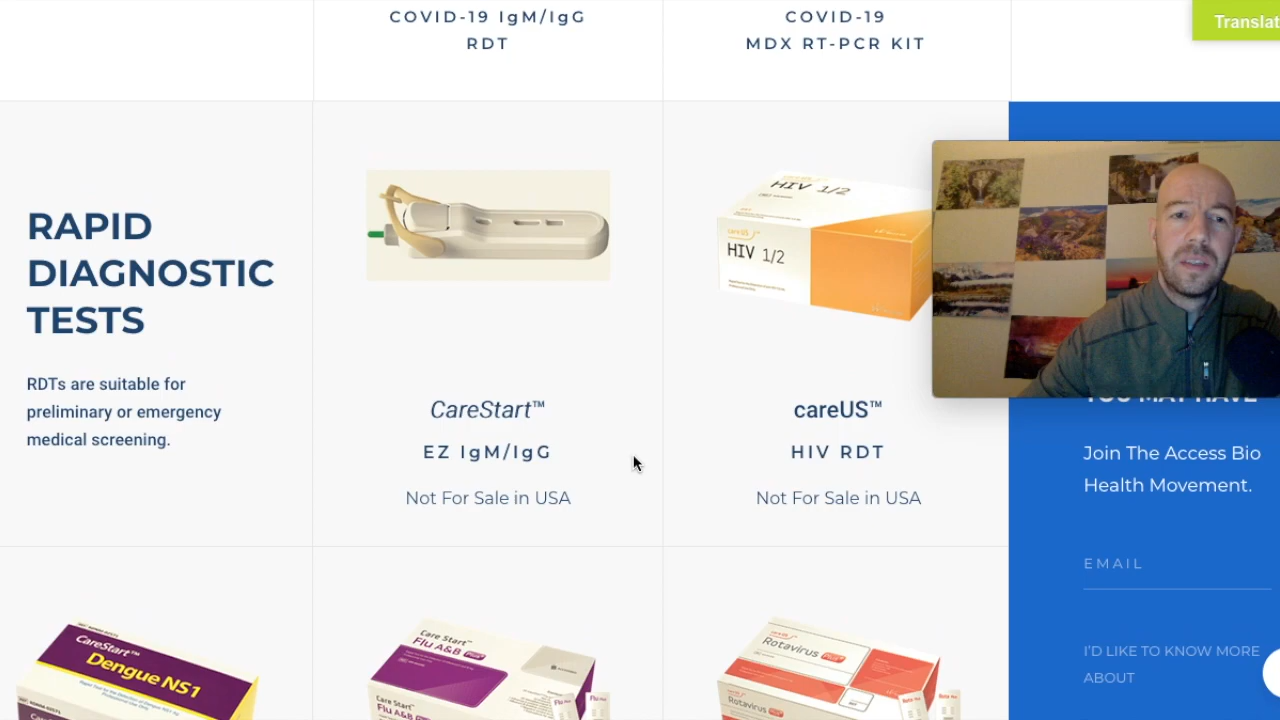 COVID-19 IgM/IgG
RDT
COVID-19
MDX RT-PCR KIT
Translat
RAPID
DIAGNOSTIC
TESTS
RDTs are suitable for
preliminary or emergency
medical screening.
CareStart™
EZ IgM/IgG
Not For Sale in USA
HIV 1/2
careUS
HIV 1/2
careUS™
HIV RDT
Not For Sale in USA
YOU MAY HAVE
Join The Access Bio
Health Movement.
EMAIL
I'D LIKE TO KNOW MORE
ABOUT
CareStart™
Dengue NS1
Care Start™
Flu A&B
Flu A&B
Rotavirus
Rotavirus